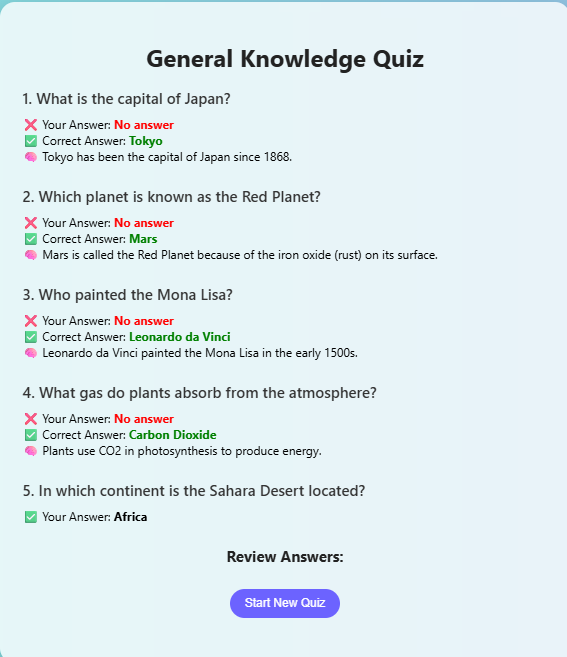 General Knowledge Quiz
1. What is the capital of Japan?
❌ Your Answer: No answer
✅ Correct Answer: Tokyo
🧠 Tokyo has been the capital of Japan since 1868.
2. Which planet is known as the Red Planet?
❌ Your Answer: No answer
✅ Correct Answer: Mars
🧠 Mars is called the Red Planet because of the iron oxide (rust) on its surface.
3. Who painted the Mona Lisa?
❌ Your Answer: No answer
✅ Correct Answer: Leonardo da Vinci
🧠 Leonardo da Vinci painted the Mona Lisa in the early 1500s.
4. What gas do plants absorb from the atmosphere?
❌ Your Answer: No answer
✅ Correct Answer: Carbon Dioxide
🧠 Plants use CO2 in photosynthesis to produce energy.
5. In which continent is the Sahara Desert located?
✅ Your Answer: Africa
Review Answers:
Start New Quiz